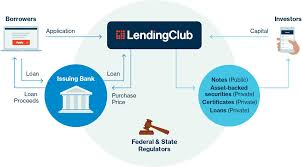 Borrowers
LendingClub
Investors
Application
Capital
Loan
Loan
Issuing Bank
Loan
Proceeds
Purchase
Price
Notes (Public)
Asset-backed
securities (Private)
Certificates (Private)
Loans (Private)
Federal & State
Regulators